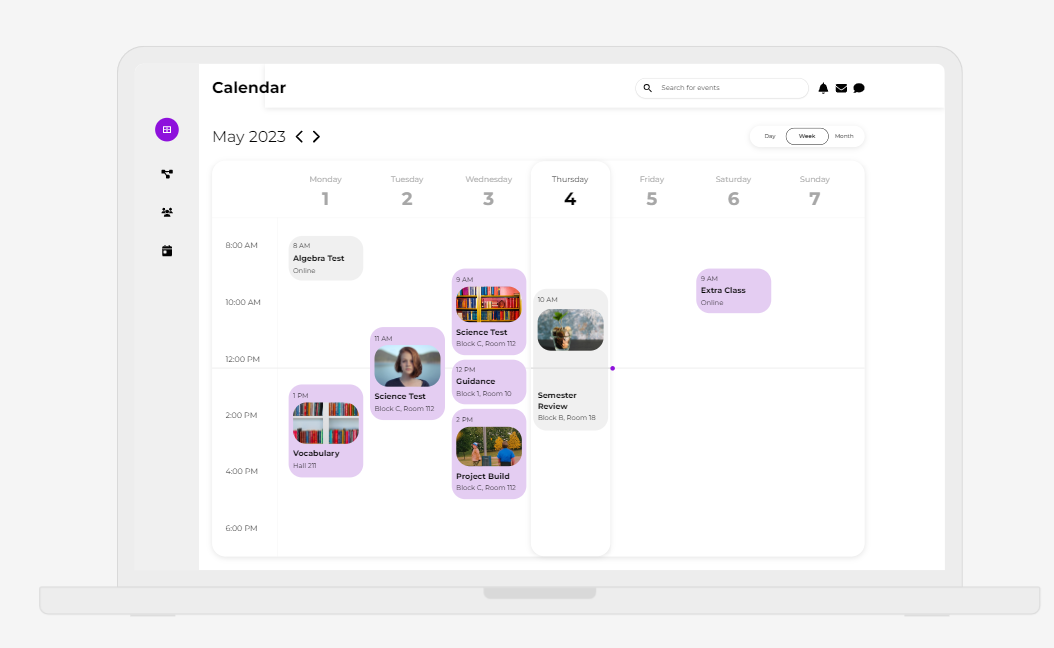 Calendar
Search for events
May 2023
Day
Week
Month
Monday
1
Tuesday
2
Wednesday
3
Thursday
4
Friday
5
Saturday
6
Sunday
7
8:00 AM
10:00 AM
12:00 PM
2:00 PM
4:00 PM
6:00 PM
8 AM
Algebra Test
Online
1 PM
Vocabulary
Hall 211
11 AM
Science Test
Block C, Room 112
9 AM
Science Test
Block C, Room 112
12 PM
Guidance
Block 1, Room 10
2 PM
Project Build
Block C, Room 112
10 AM
Semester
Review
Block B, Room 18
9 AM
Extra Class
Online